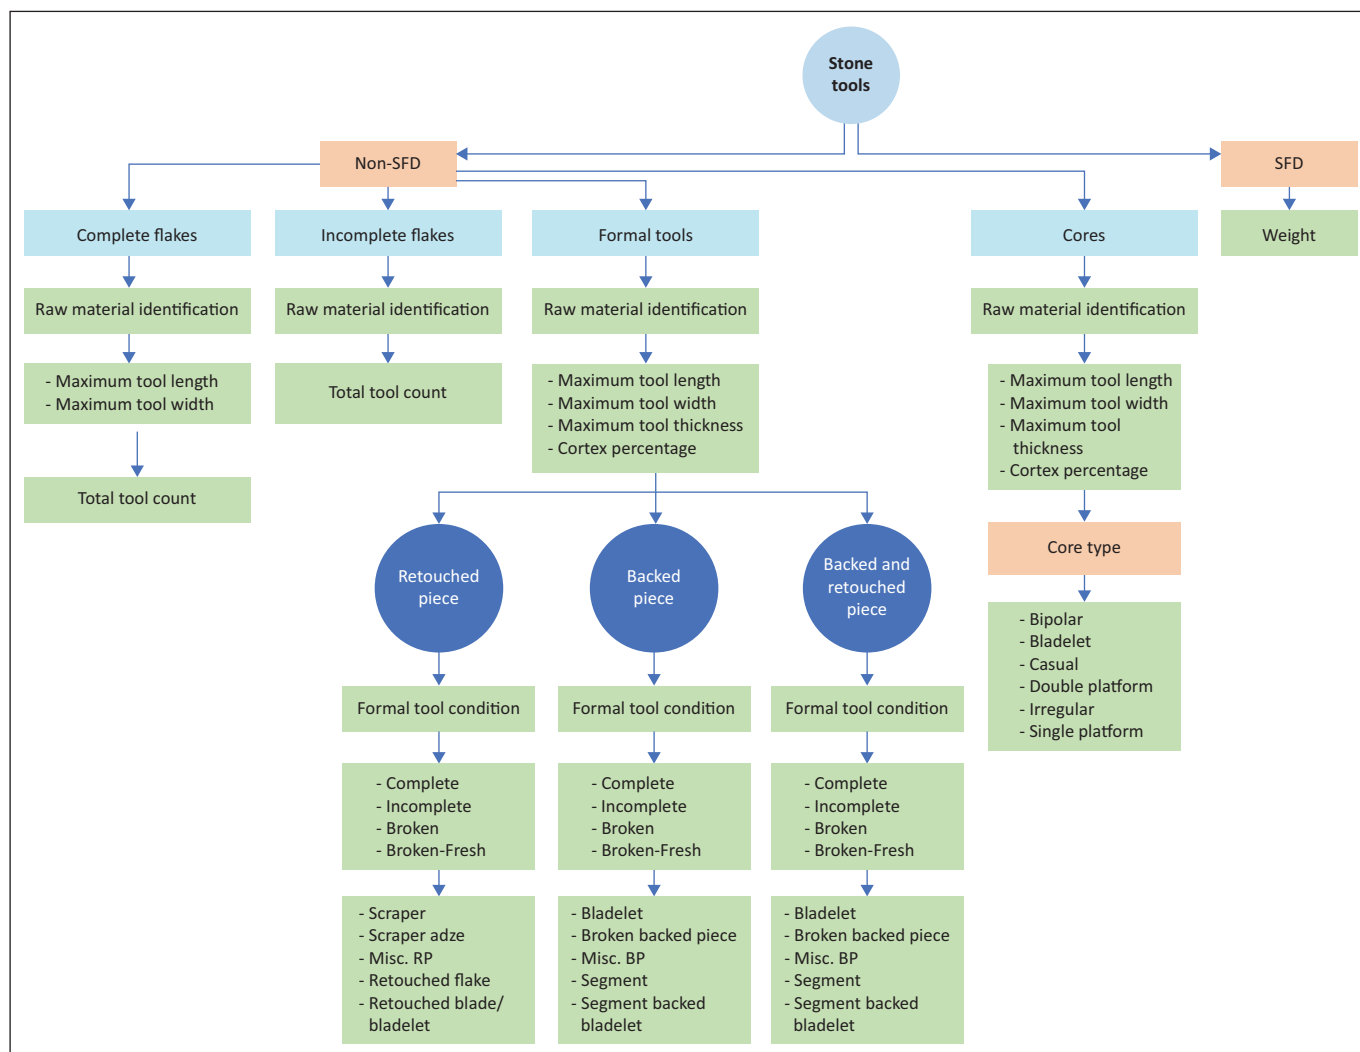 Stone
tools
Non-SFD
SFD
Complete flakes
Incomplete flakes
Formal tools
Cores
Weight
Raw material identification
Raw material identification
Raw material identification
Raw material identification
- Maximum tool length
- Maximum tool width
Total tool count
Total tool count
- Maximum tool length
- Maximum tool width
- Maximum tool thickness
- Cortex percentage
- Maximum tool length
- Maximum tool width
- Maximum tool
thickness
- Cortex percentage
Retouched
piece
Backed
piece
Backed and
retouched
piece
Core type
- Bipolar
- Bladelet
- Casual
- Double platform
- Irregular
- Single platform
Formal tool condition
Formal tool condition
Formal tool condition
- Complete
- Incomplete
- Broken
- Broken-Fresh
- Complete
- Incomplete
- Broken
- Broken-Fresh
- Complete
- Incomplete
- Broken
- Broken-Fresh
- Scraper
- Scraper adze
- Misc. RP
- Retouched flake
- Retouched blade/
bladelet
- Bladelet
- Broken backed piece
- Misc. BP
- Segment
- Segment backed
bladelet
- Bladelet
- Broken backed piece
- Misc. BP
- Segment
- Segment backed
bladelet